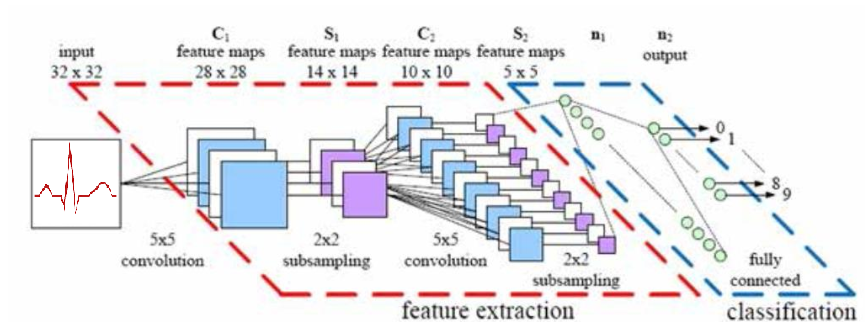 C₁ S₁ C₂ S₂ n₁ n₂
input feature maps feature maps feature maps feature maps output
32 x 32 28 x 28 14 x 14 10 x 10 5 x 5
0
1
8
9
5x5 2x2 5x5 2x2 fully
convolution subsampling convolution subsampling connected
feature extraction classification